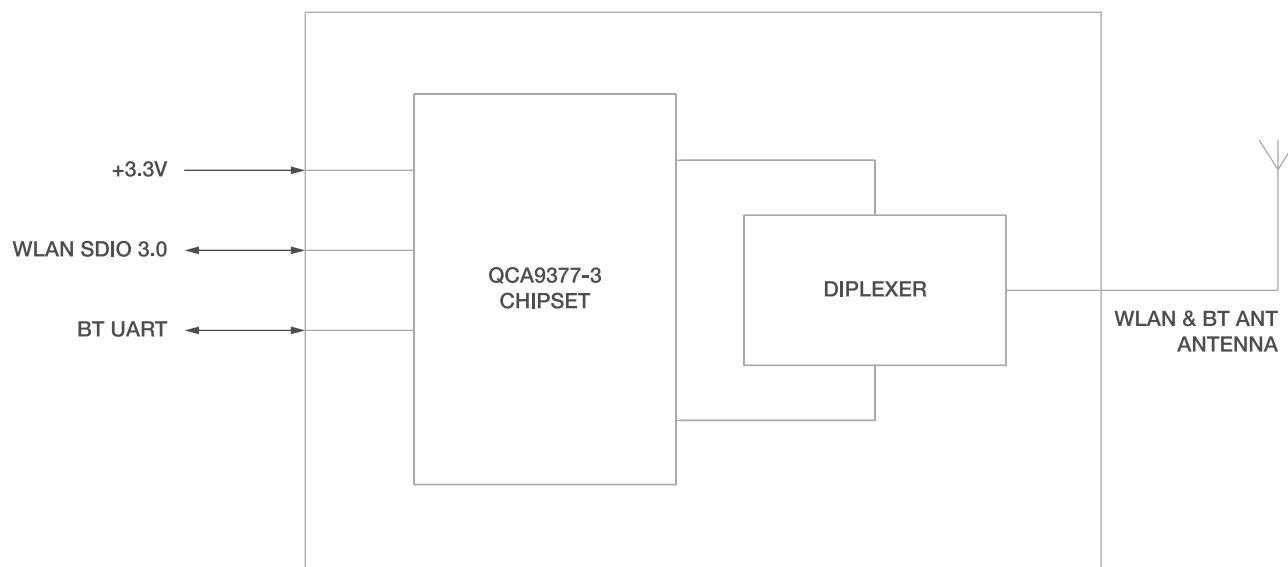 +3.3V
WLAN SDIO 3.0
BT UART
QCA9377-3
CHIPSET
DIPLEXER
WLAN & BT ANT
ANTENNA